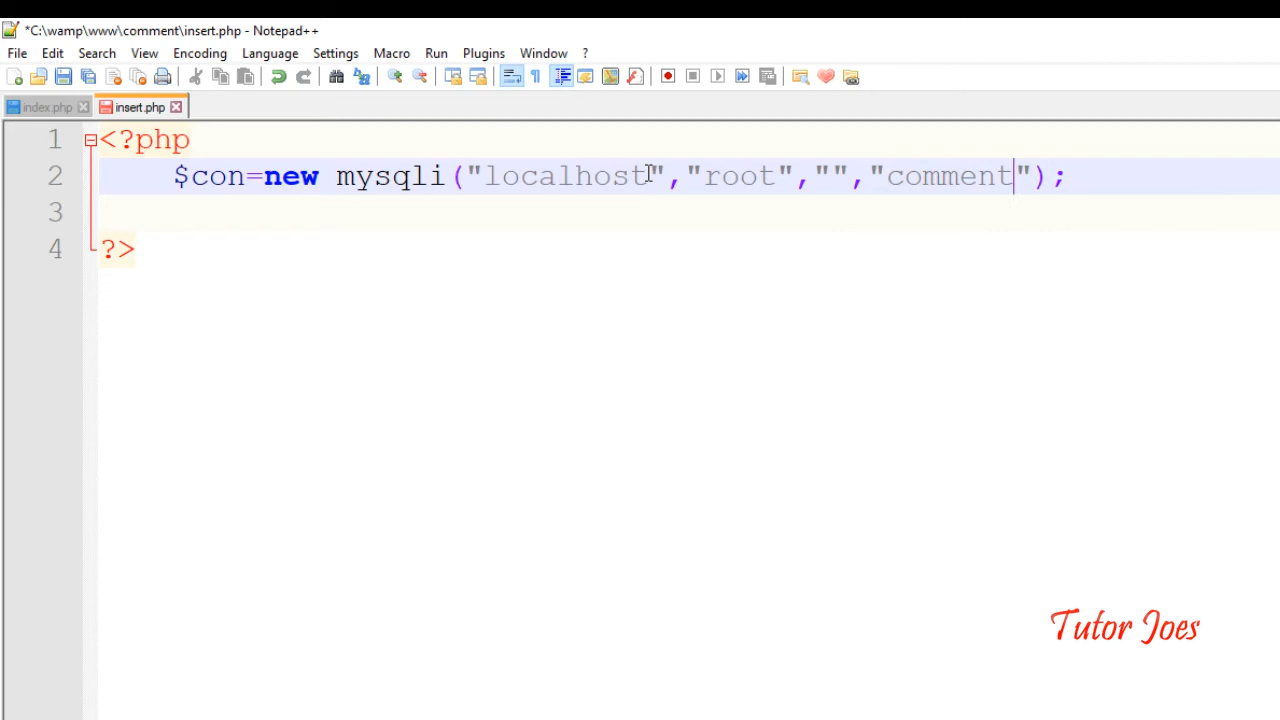 *C:\wamp\www\comment\insert.php - Notepad++
File Edit Search View Encoding Language Settings Macro Run Plugins Window ?
index.php insert.php
1 <?php
2 $con=new mysqli("localhost","root","","comment");
3
4 ?>
Tutor Joes